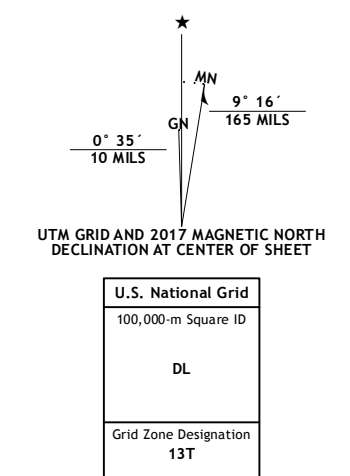 ★
MN
GN
9° 16´
165 MILS
0° 35´
10 MILS
UTM GRID AND 2017 MAGNETIC NORTH
DECLINATION AT CENTER OF SHEET
U.S. National Grid
100,000-m Square ID
DL
Grid Zone Designation
13T